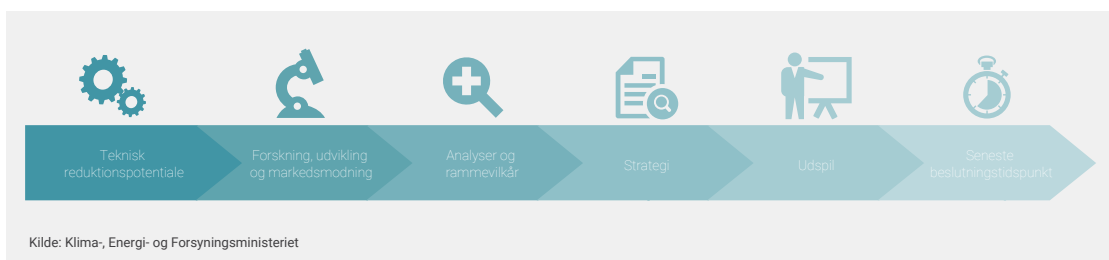 Teknisk
reduktionspotentiale
Forskning, udvikling
og markedsmodning
Analyser og
rammevilkår
Strategi
Udspil
Seneste
beslutningstidspunkt
Kilde: Klima-, Energi- og Forsyningsministeriet